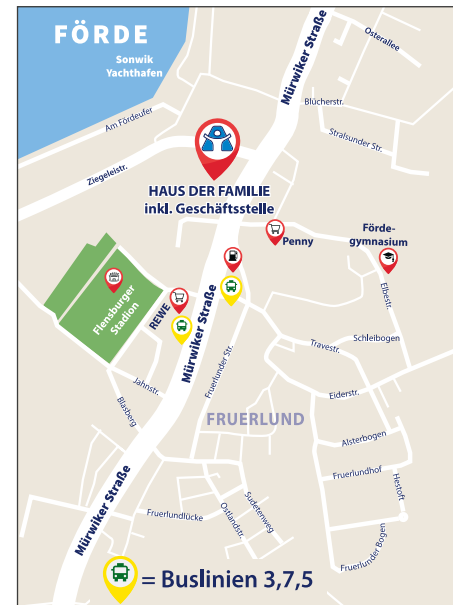 FÖRDE
Sonwik
Yachthafen
Mürwiker Straße
Osterallee
Blücherstr.
Stralsunder Str.
Am Fördeufer
Ziegeleistr.
HAUS DER FAMILIE
inkl. Geschäftsstelle
Penny
Förde-
gymnasium
Elbestr.
Flensburger
Stadion
REWE
Mürwiker Straße
Fruerlunder Str.
Travestr.
Schleibogen
Jahnstr.
Blasberg
Eiderstr.
FRUERLUND
Alsterbogen
Fruerlundhof
Hestoft
Mürwiker Straße
Fruerlundlücke
Ostlandstr.
Sudetenweg
Fruerlunder Bogen
= Buslinien 3,7,5